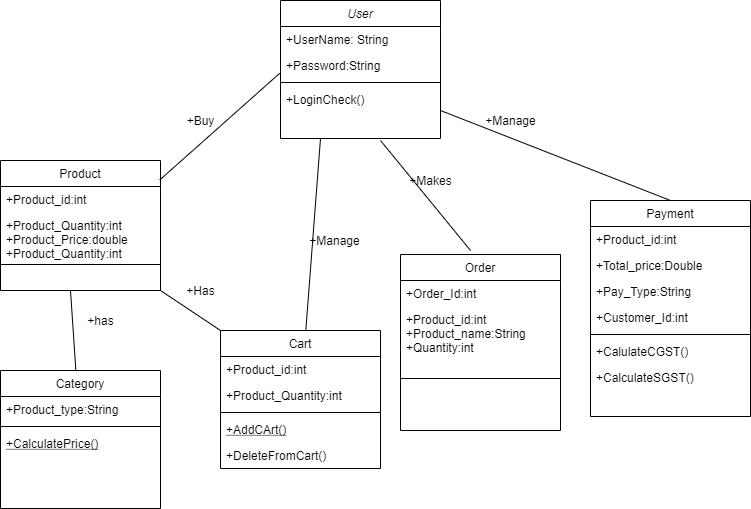 User
+UserName: String
+Password:String
+LoginCheck()
+Buy
+Manage
+Makes
+Manage
Product
+Product_id:int
+Product_Quantity:int
+Product_Price:double
+Product_Quantity:int
+has
+Has
Category
+Product_type:String
+CalculatePrice()
Cart
+Product_id:int
+Product_Quantity:int
+AddCArt()
+DeleteFromCart()
Order
+Order_Id:int
+Product_id:int
+Product_name:String
+Quantity:int
Payment
+Product_id:int
+Total_price:Double
+Pay_Type:String
+Customer_Id:int
+CalulateCGST()
+CalculateSGST()